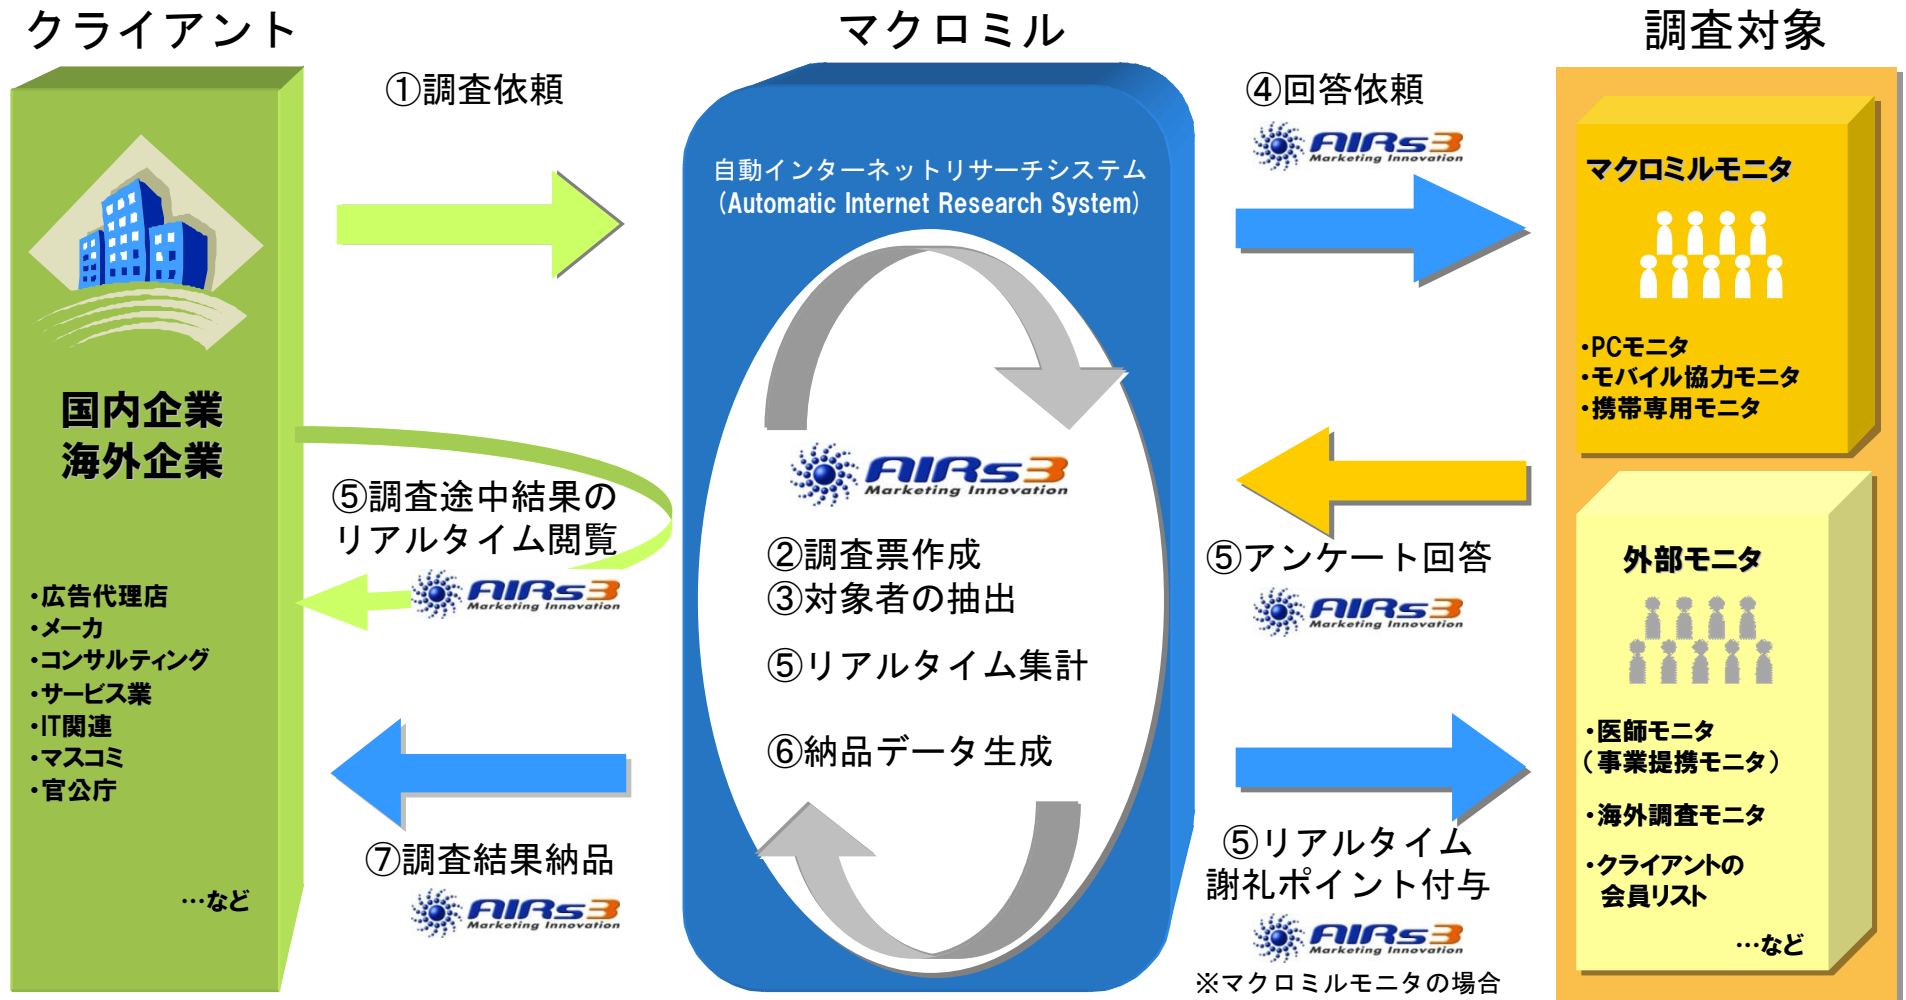 クライアント
マクロミル
調査対象
①調査依頼
④回答依頼
AIRs3
Marketing Innovation
自動インターネットリサーチシステム
(Automatic Internet Research System)
マクロミルモニタ
・PCモニタ
・モバイル協力モニタ
・携帯専用モニタ
国内企業
海外企業
⑤調査途中結果の
リアルタイム閲覧
AIRs3
Marketing Innovation
AIRs3
Marketing Innovation
②調査票作成
③対象者の抽出
⑤リアルタイム集計
⑥納品データ生成
⑤アンケート回答
AIRs3
Marketing Innovation
外部モニタ
・広告代理店
・メーカ
・コンサルティング
・サービス業
・IT関連
・マスコミ
・官公庁
…など
⑦調査結果納品
AIRs3
Marketing Innovation
⑤リアルタイム
謝礼ポイント付与
AIRs3
Marketing Innovation
※マクロミルモニタの場合
・医師モニタ
(事業提携モニタ)
・海外調査モニタ
・クライアントの
会員リスト
…など